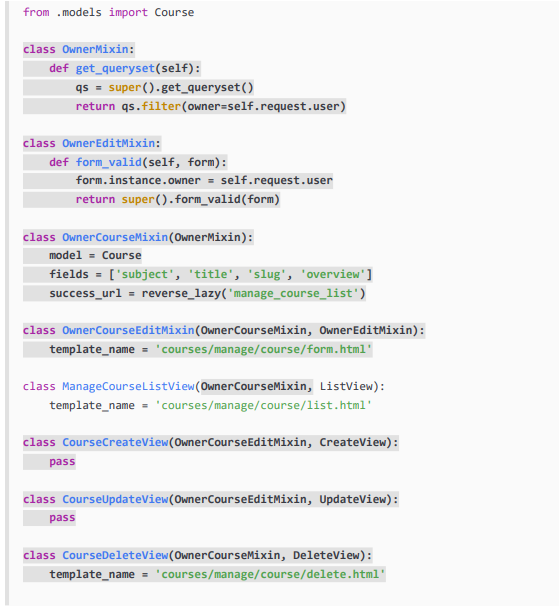 from .models import Course
class OwnerMixin:
    def get_queryset(self):
        qs = super().get_queryset()
        return qs.filter(owner=self.request.user)
class OwnerEditMixin:
    def form_valid(self, form):
        form.instance.owner = self.request.user
        return super().form_valid(form)
class OwnerCourseMixin(OwnerMixin):
    model = Course
    fields = ['subject', 'title', 'slug', 'overview']
    success_url = reverse_lazy('manage_course_list')
class OwnerCourseEditMixin(OwnerCourseMixin, OwnerEditMixin):
    template_name = 'courses/manage/course/form.html'
class ManageCourseListView(OwnerCourseMixin, ListView):
    template_name = 'courses/manage/course/list.html'
class CourseCreateView(OwnerCourseEditMixin, CreateView):
    pass
class CourseUpdateView(OwnerCourseEditMixin, UpdateView):
    pass
class CourseDeleteView(OwnerCourseMixin, DeleteView):
    template_name = 'courses/manage/course/delete.html'